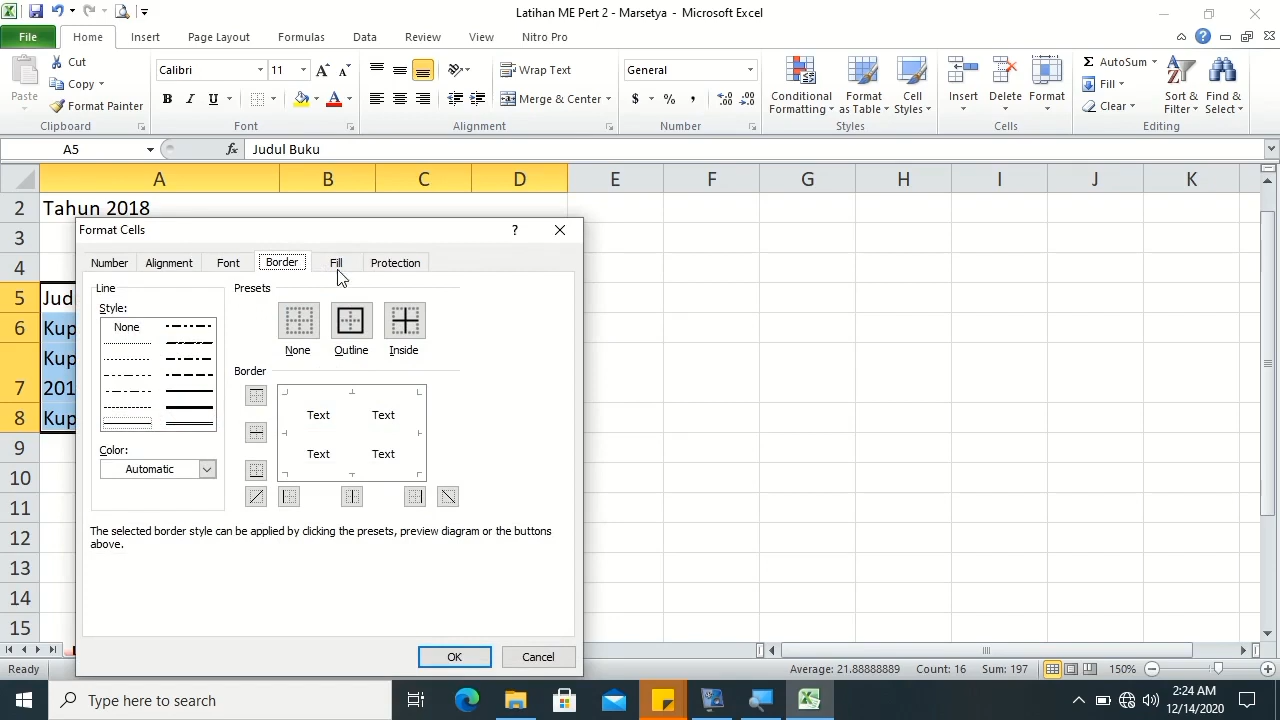 Latihan ME Pert 2 - Marsetya - Microsoft Excel
File Home Insert Page Layout Formulas Data Review View Nitro Pro
Paste Cut Copy Format Painter Clipboard
Calibri 11 B I U Font
Wrap Text Merge & Center Alignment
General $ % , Number
Conditional Formatting Format as Table Cell Styles Styles
Insert Delete Format Cells
Σ AutoSum Fill Clear Sort & Filter Find & Select Editing
A5 fx Judul Buku
A B C D E F G H I J K
2 Tahun 2018
3
4
5 Jud
6 Kup
7 Kup
201
8 Kup
9
10
11
12
13
14
15
Format Cells ?
Number Alignment Font Border Fill Protection
Line
Style:
None
Color:
Automatic
Presets
None Outline Inside
Border
Text Text
Text Text
The selected border style can be applied by clicking the presets, preview diagram or the buttons
above.
OK Cancel
Ready Average: 21.88888889 Count: 16 Sum: 197 150%
Type here to search
2:24 AM
12/14/2020